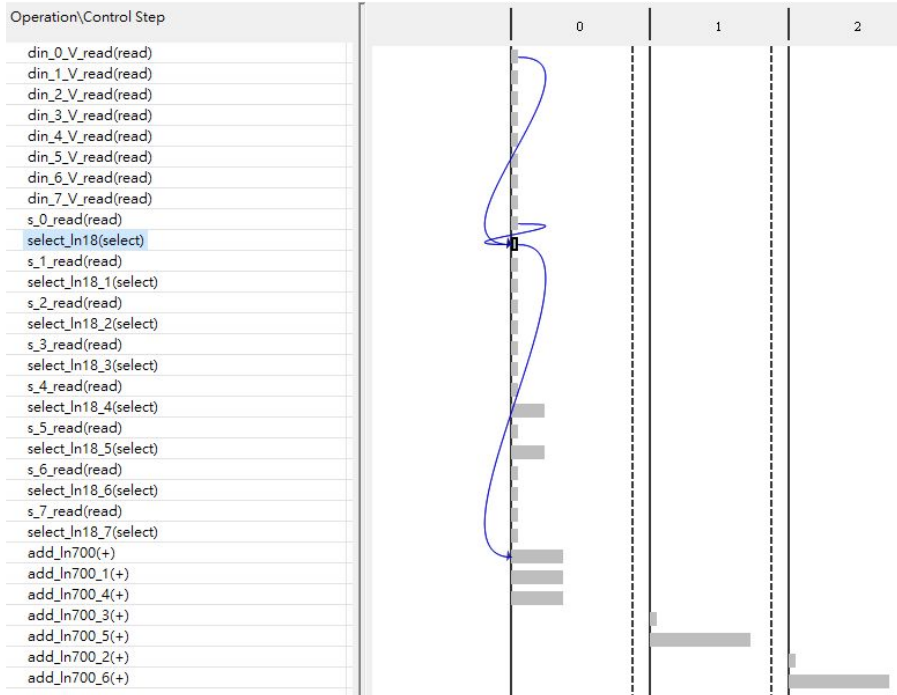 Operation\Control Step
0 1 2
din_0_V_read(read)
din_1_V_read(read)
din_2_V_read(read)
din_3_V_read(read)
din_4_V_read(read)
din_5_V_read(read)
din_6_V_read(read)
din_7_V_read(read)
s_0_read(read)
select_ln18(select)
s_1_read(read)
select_ln18_1(select)
s_2_read(read)
select_ln18_2(select)
s_3_read(read)
select_ln18_3(select)
s_4_read(read)
select_ln18_4(select)
s_5_read(read)
select_ln18_5(select)
s_6_read(read)
select_ln18_6(select)
s_7_read(read)
select_ln18_7(select)
add_ln700(+)
add_ln700_1(+)
add_ln700_4(+)
add_ln700_3(+)
add_ln700_5(+)
add_ln700_2(+)
add_ln700_6(+)